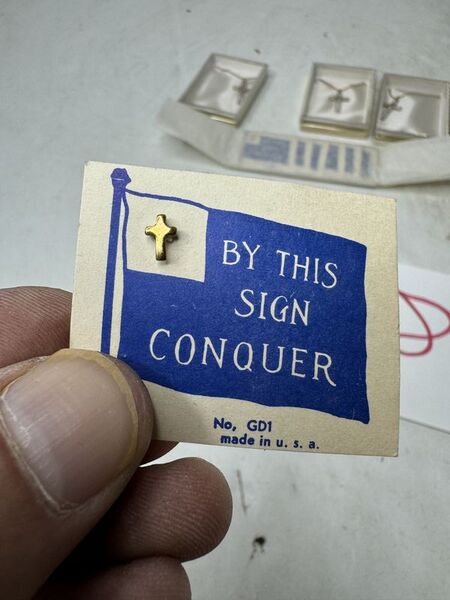 BY THIS
SIGN
CONQUER
No, GD1
made in u. s. a.